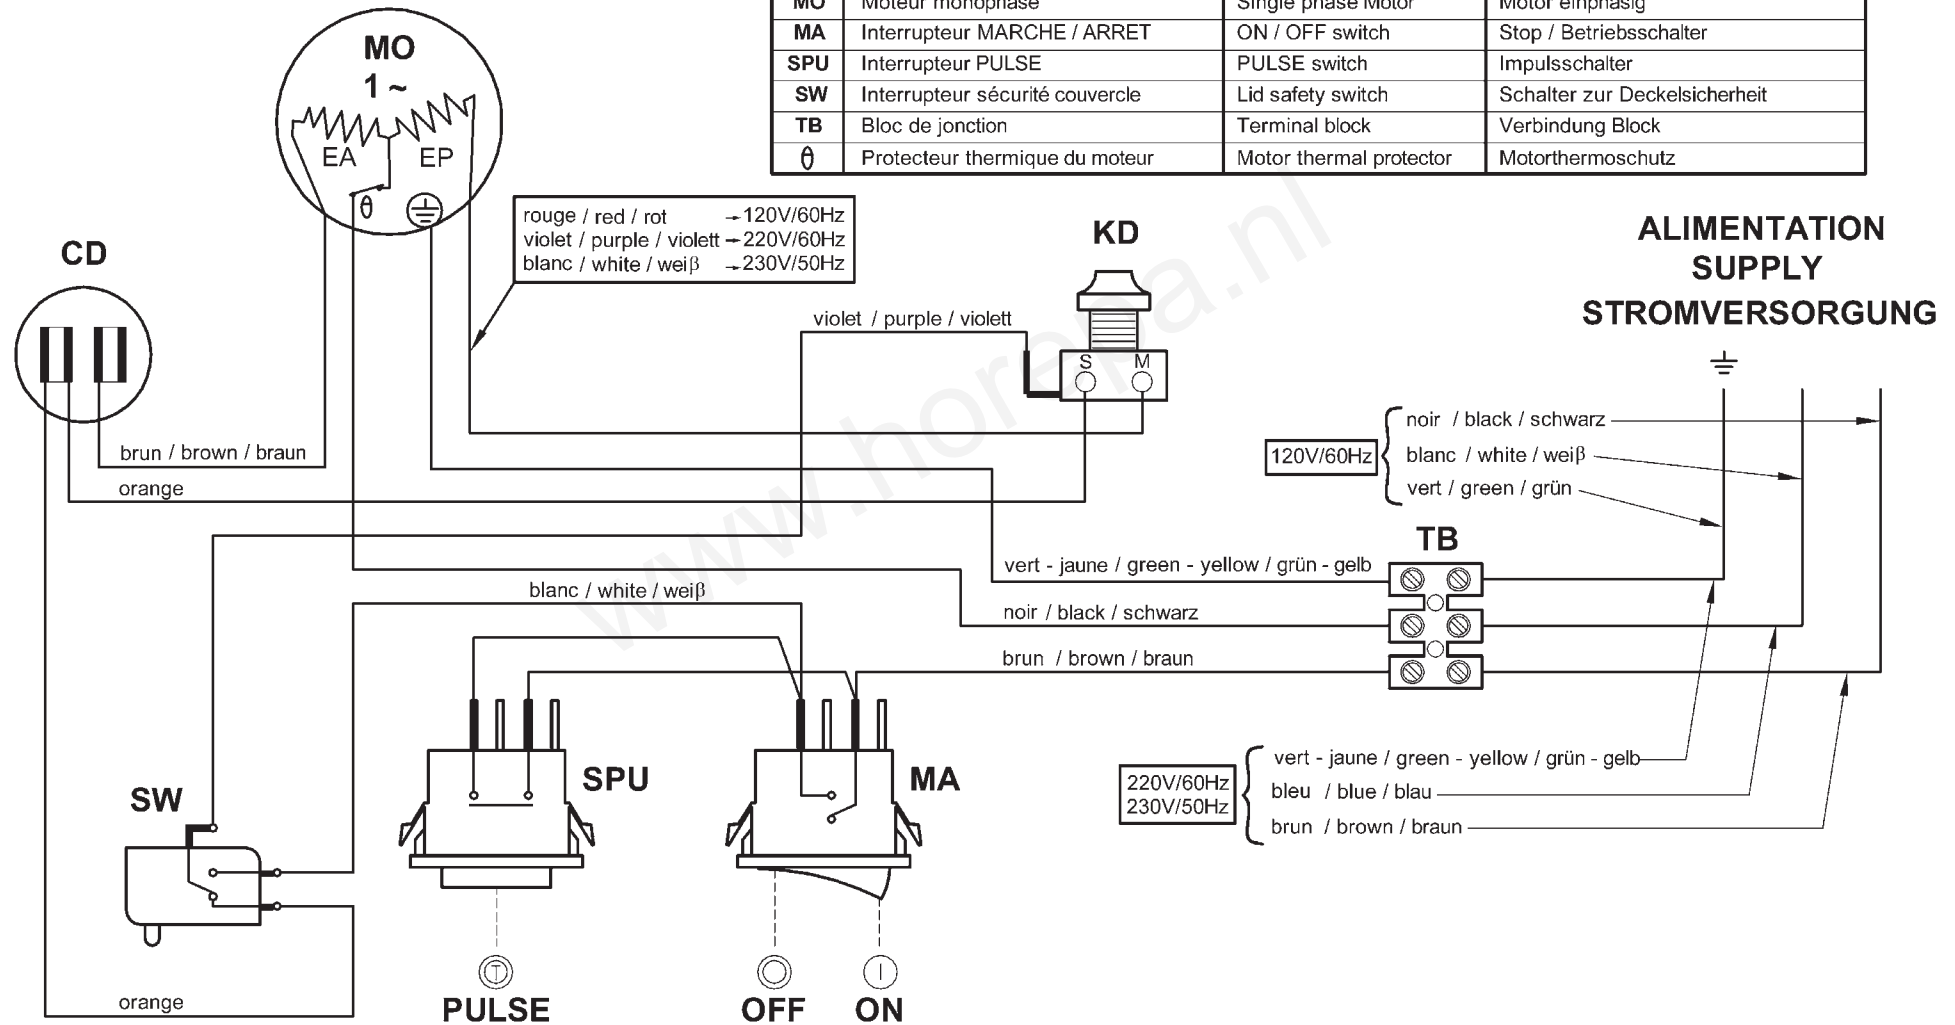 MO Moteur monophasé Single phase Motor Motor einphasig
MA Interrupteur MARCHE / ARRET ON / OFF switch Stop / Betriebsschalter
SPU Interrupteur PULSE PULSE switch Impulsschalter
SW Interrupteur sécurité couvercle Lid safety switch Schalter zur Deckelsicherheit
TB Bloc de jonction Terminal block Verbindung Block
θ Protecteur thermique du moteur Motor thermal protector Motorthermoschutz
MO
1 ~
EA EP
θ
rouge / red / rot →120V/60Hz
violet / purple / violett →220V/60Hz
blanc / white / weiβ →230V/50Hz
CD
KD
S M
violet / purple / violett
ALIMENTATION
SUPPLY
STROMVERSORGUNG
brun / brown / braun
orange
120V/60Hz
noir / black / schwarz
blanc / white / weiβ
vert / green / grün
TB
vert - jaune / green - yellow / grün - gelb
blanc / white / weiβ
noir / black / schwarz
brun / brown / braun
SPU
MA
SW
220V/60Hz
230V/50Hz
vert - jaune / green - yellow / grün - gelb
bleu / blue / blau
brun / brown / braun
orange
T
I
PULSE
OFF
ON
www.horepa.nl